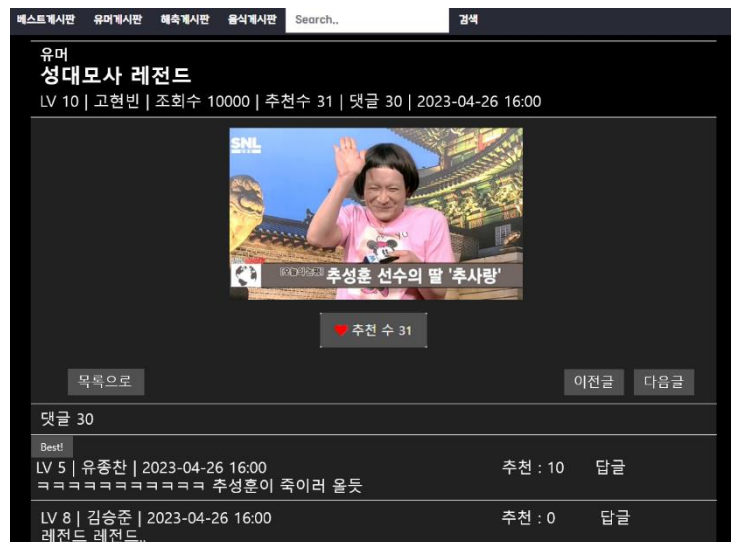 베스트게시판 유머게시판 해축게시판 음식게시판 Search.. 검색
유머
성대모사 레전드
LV 10 | 고현빈 | 조회수 10000 | 추천수 31 | 댓글 30 | 2023-04-26 16:00
SNL
추성훈 선수의 딸 '추사랑'
추천 수 31
목록으로 이전글 다음글
댓글 30
Best!
LV 5 | 유종찬 | 2023-04-26 16:00 추천 : 10 답글
ㅋㅋㅋㅋㅋㅋㅋㅋㅋㅋㅋ 추성훈이 죽이러 올듯
LV 8 | 김승준 | 2023-04-26 16:00 추천 : 0 답글
레전드 레전드..